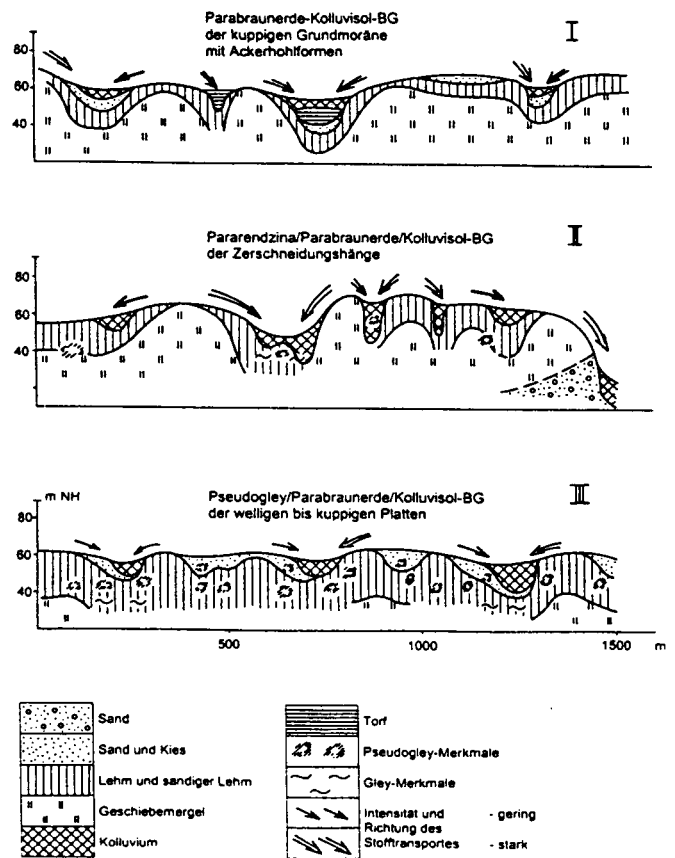 Parabraunerde-Kolluvisol-BG
der kuppigen Grundmoräne
mit Ackerhohlformen
I
80
60
40
Pararendzina/Parabraunerde/Kolluvisol-BG
der Zerschneidungshänge
II
80
60
40
m NH
Pseudogley/Parabraunerde/Kolluvisol-BG
der welligen bis kuppigen Platten
III
80
60
40
500
1000
1500
m
Sand
Sand und Kies
Lehm und sandiger Lehm
Geschiebemergel
Kolluvium
Torf
Pseudogley-Merkmale
Gley-Merkmale
Intensität und - gering
Richtung des
Stofftransportes - stark